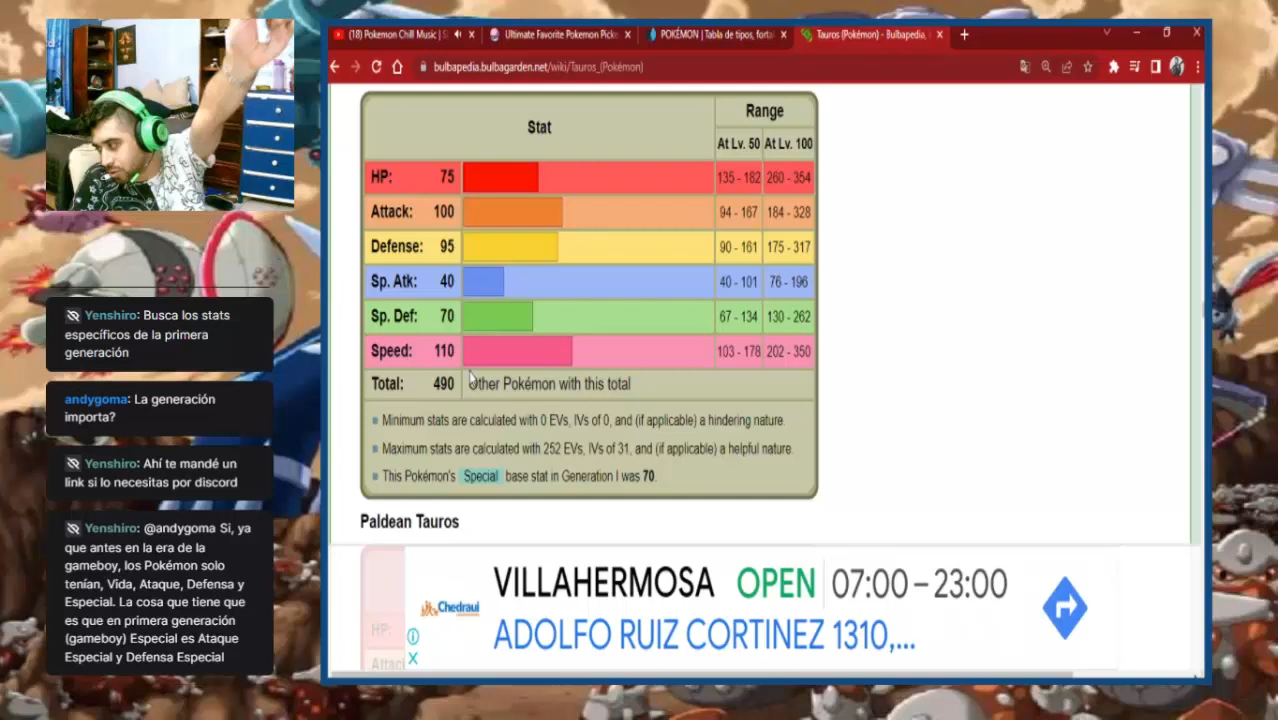 (18) Pokemon Chill Music | S
Ultimate Favorite Pokemon Picke
POKÉMON | Tabla de tipos, forta
Tauros (Pokémon) - Bulbapedia,
bulbapedia.bulbagarden.net/wiki/Tauros_(Pokémon)
Stat Range
At Lv. 50 At Lv. 100
HP: 75 135 - 182 260 - 354
Attack: 100 94 - 167 184 - 328
Defense: 95 90 - 161 175 - 317
Sp. Atk: 40 40 - 101 76 - 196
Sp. Def: 70 67 - 134 130 - 262
Speed: 110 103 - 178 202 - 350
Total: 490 Other Pokémon with this total
Minimum stats are calculated with 0 EVs, IVs of 0, and (if applicable) a hindering nature.
Maximum stats are calculated with 252 EVs, IVs of 31, and (if applicable) a helpful nature.
This Pokémon's Special base stat in Generation I was 70.
Paldean Tauros
HP:
Attac
Chedraui
VILLAHERMOSA OPEN 07:00 – 23:00
ADOLFO RUIZ CORTINEZ 1310,...
Yenshiro: Busca los stats
específicos de la primera
generación
andygoma: La generación
importa?
Yenshiro: Ahí te mandé un
link si lo necesitas por discord
Yenshiro: @andygoma Si, ya
que antes en la era de la
gameboy, los Pokémon solo
tenían, Vida, Ataque, Defensa y
Especial. La cosa que tiene que
es que en primera generación
(gameboy) Especial es Ataque
Especial y Defensa Especial